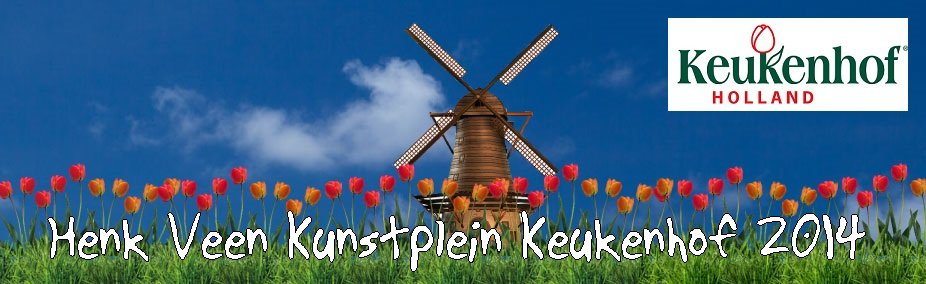 Keukenhof®
HOLLAND
Henk Veen Kunstplein Keukenhof 2014